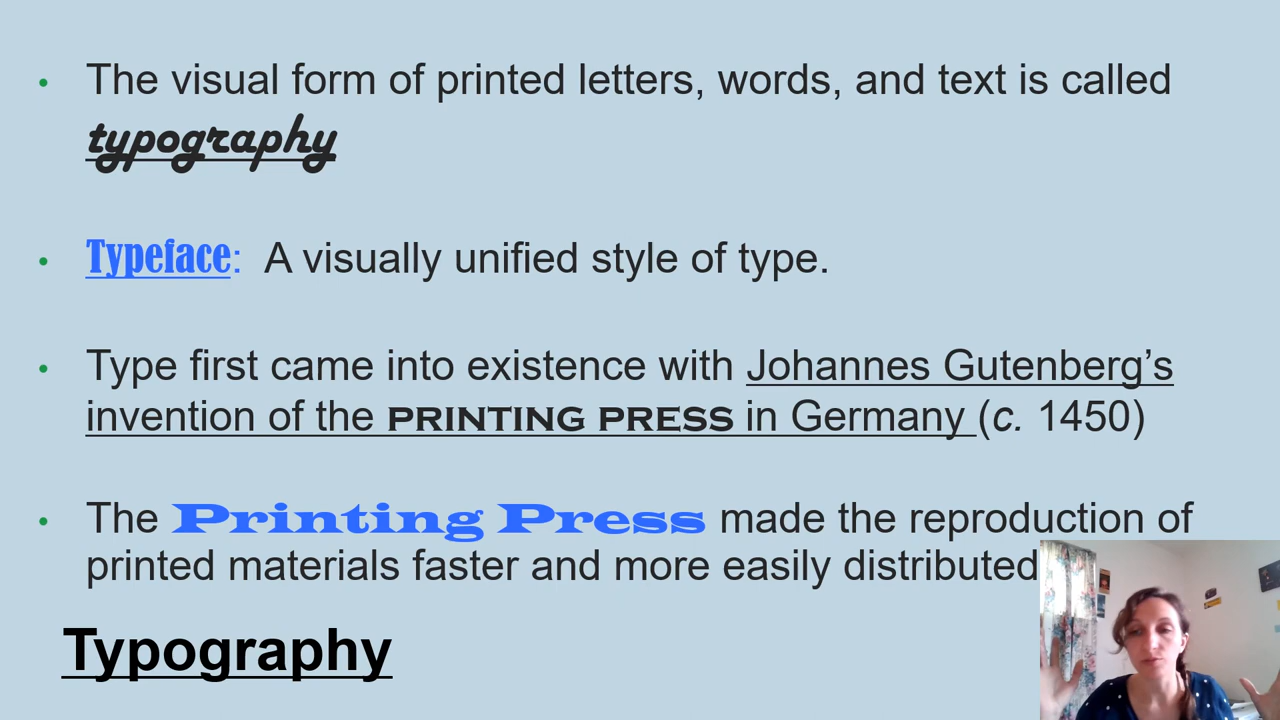 • The visual form of printed letters, words, and text is called
typography
• Typeface: A visually unified style of type.
• Type first came into existence with Johannes Gutenberg’s
invention of the PRINTING PRESS in Germany (c. 1450)
• The Printing Press made the reproduction of
printed materials faster and more easily distributed
Typography